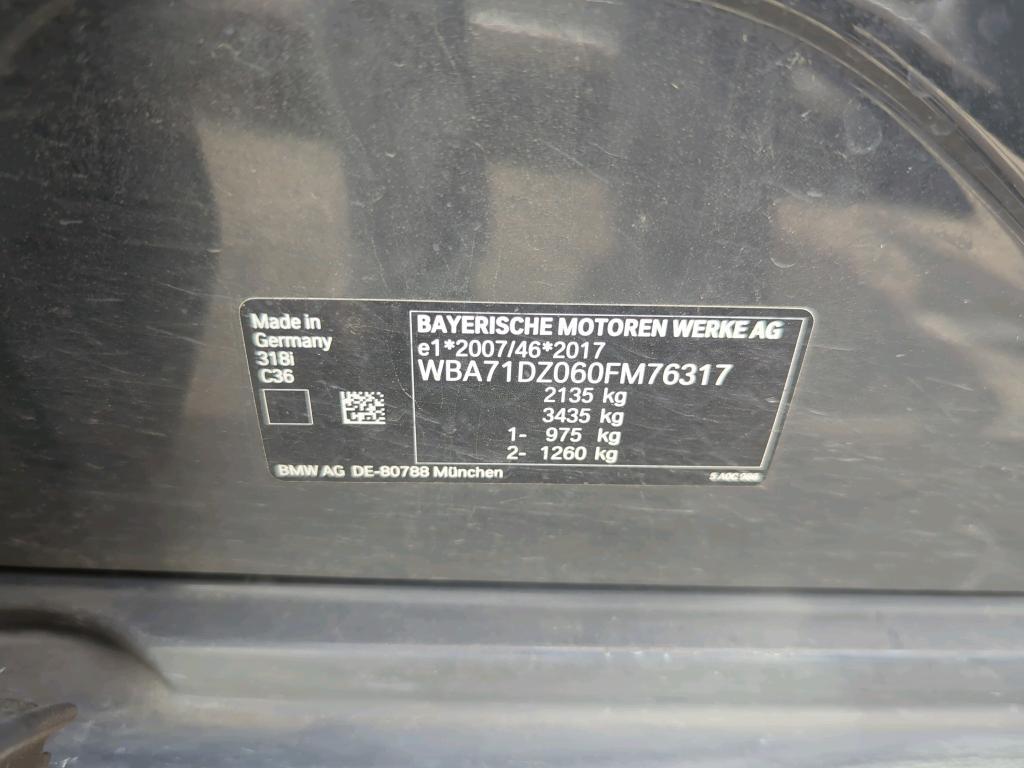 Made in
Germany
318i
C36
BAYERISCHE MOTOREN WERKE AG
e1*2007/46*2017
WBA71DZ060FM76317
2135 kg
3435 kg
1- 975 kg
2- 1260 kg
BMW AG DE-80788 München